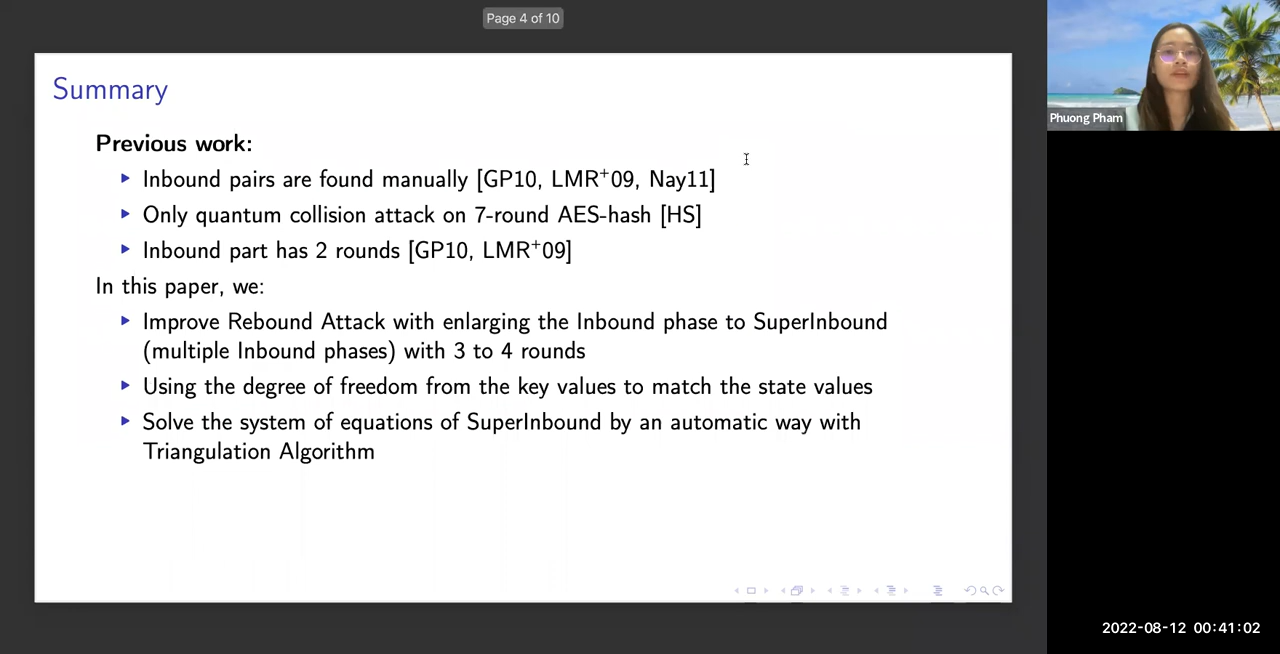 Page 4 of 10
Summary
Previous work:
Inbound pairs are found manually [GP10, LMR+09, Nay11]
Only quantum collision attack on 7-round AES-hash [HS]
Inbound part has 2 rounds [GP10, LMR+09]
In this paper, we:
Improve Rebound Attack with enlarging the Inbound phase to SuperInbound
(multiple Inbound phases) with 3 to 4 rounds
Using the degree of freedom from the key values to match the state values
Solve the system of equations of SuperInbound by an automatic way with
Triangulation Algorithm
Phuong Pham
2022-08-12 00:41:02